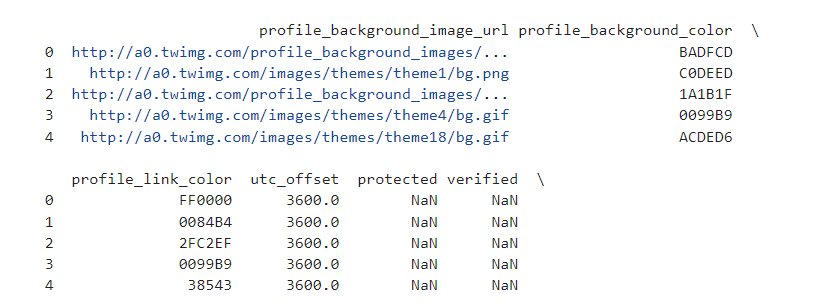 profile_background_image_url profile_background_color \
0 http://a0.twimg.com/profile_background_images/... BADFCD
1 http://a0.twimg.com/images/themes/theme1/bg.png C0DEED
2 http://a0.twimg.com/profile_background_images/... 1A1B1F
3 http://a0.twimg.com/images/themes/theme4/bg.gif 0099B9
4 http://a0.twimg.com/images/themes/theme18/bg.gif ACDED6
profile_link_color utc_offset protected verified \
0 FF0000 3600.0 NaN NaN
1 0084B4 3600.0 NaN NaN
2 2FC2EF 3600.0 NaN NaN
3 0099B9 3600.0 NaN NaN
4 38543 3600.0 NaN NaN